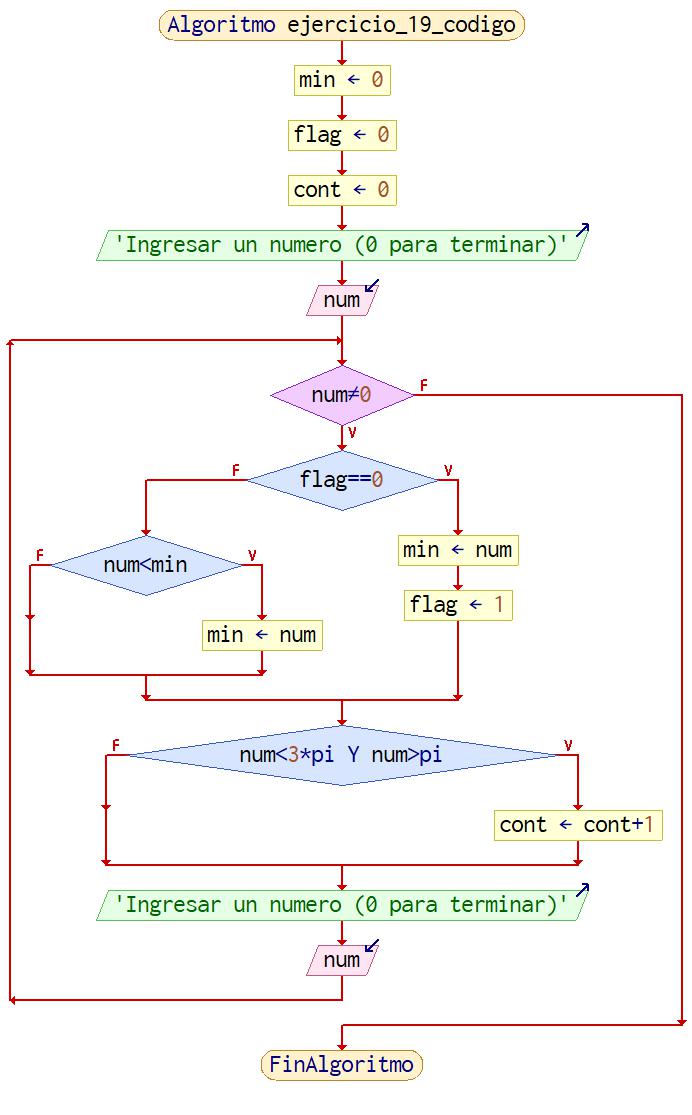 Algoritmo ejercicio_19_codigo
min ← 0
flag ← 0
cont ← 0
'Ingresar un numero (0 para terminar)'
num
num≠0
F
V
flag==0
F
V
num<min
F
V
min ← num
flag ← 1
min ← num
num<3*pi Y num>pi
F
V
cont ← cont+1
'Ingresar un numero (0 para terminar)'
num
FinAlgoritmo